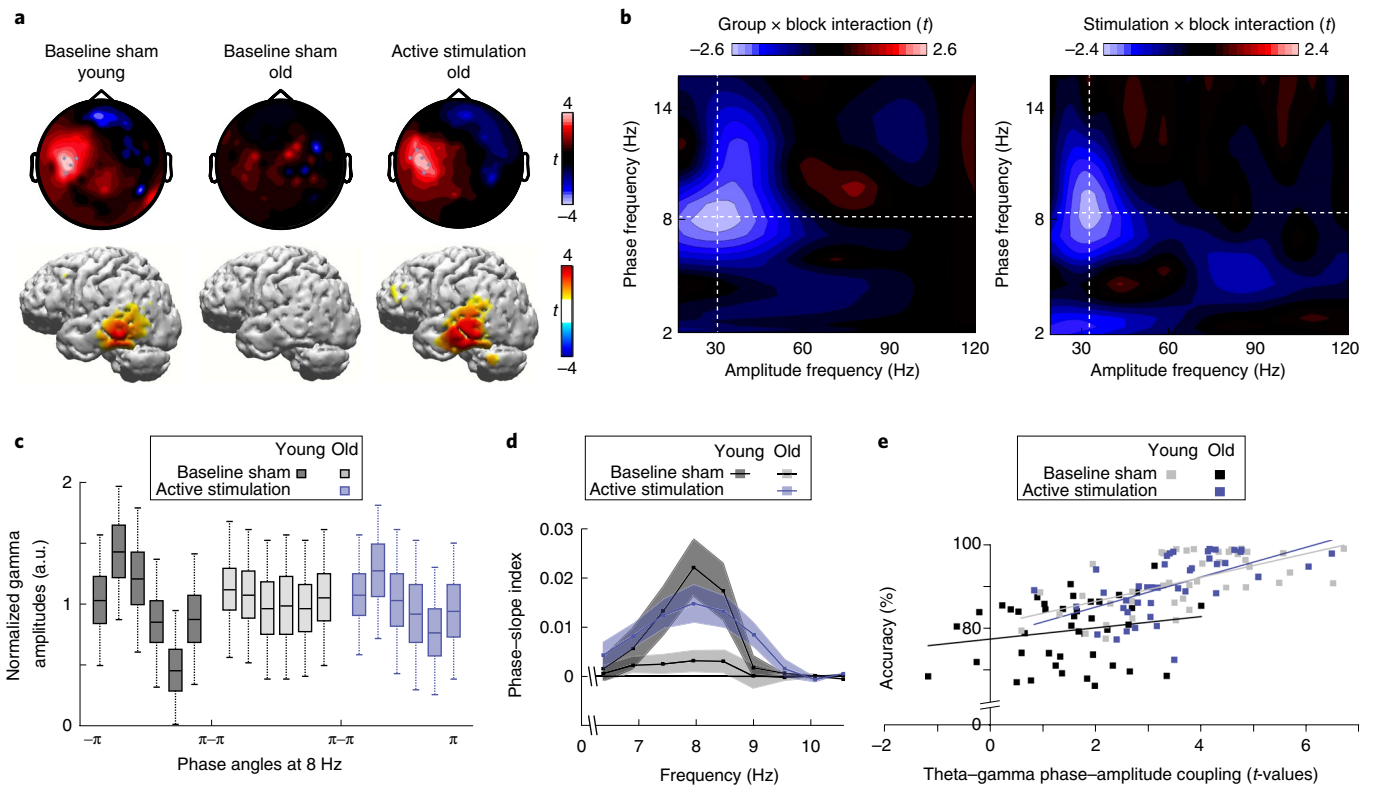 a
Baseline sham
young
Baseline sham
old
Active stimulation
old
4
t
−4
4
t
−4
b
Group × block interaction (t)
−2.6
2.6
Phase frequency (Hz)
14
8
2
30
60
90
120
Amplitude frequency (Hz)
Stimulation × block interaction (t)
−2.4
2.4
Phase frequency (Hz)
14
8
2
30
60
90
120
Amplitude frequency (Hz)
c
Young Old
Baseline sham
Active stimulation
Normalized gamma
amplitudes (a.u.)
2
1
0
−π
π−π
π−π
π
Phase angles at 8 Hz
d
Young Old
Baseline sham
Active stimulation
Phase–slope index
0.03
0.02
0.01
0
0
7
8
9
10
Frequency (Hz)
e
Young Old
Baseline sham
Active stimulation
Accuracy (%)
100
80
0
−2
0
2
4
6
Theta–gamma phase–amplitude coupling (t-values)